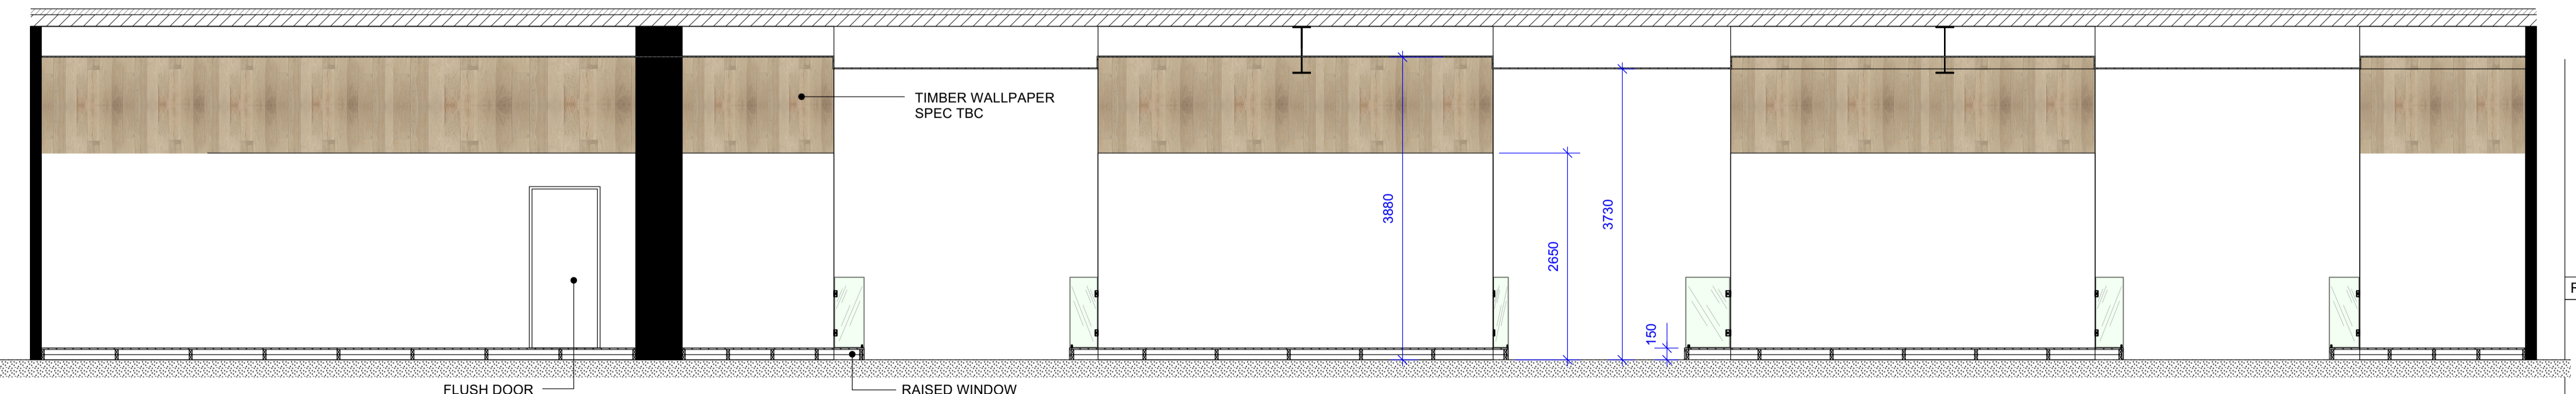 TIMBER WALLPAPER
SPEC TBC
3880
2650
3730
150
F
FLUSH DOOR
RAISED WINDOW